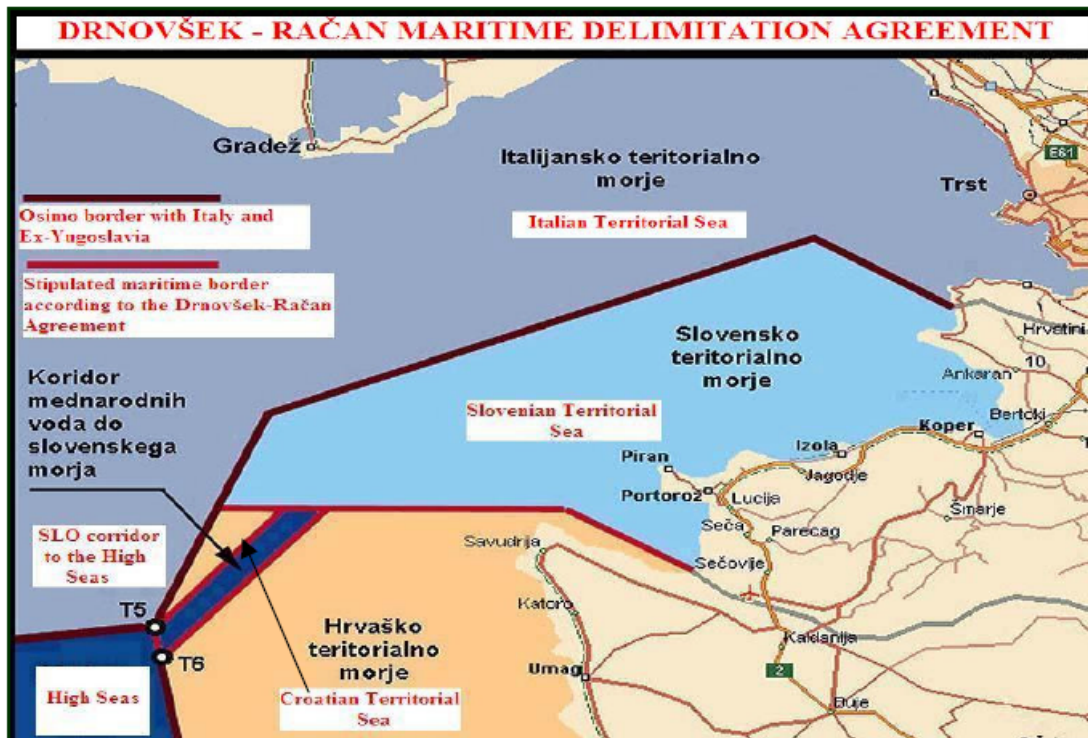 DRNOVŠEK - RAČAN MARITIME DELIMITATION AGREEMENT
Gradež
Italijansko teritorialno
morje
Italian Territorial Sea
E61
Trst
Osimo border with Italy and
Ex-Yugoslavia
Stipulated maritime border
according to the Drnovšek-Račan
Agreement
Koridor
mednarodnih
voda do
slovenskega
morja
Slovensko
teritorialno
morje
Slovenian Territorial
Sea
Hrvatini
10
Ankaran
Bertoki
Koper
Izola
Jagodje
Piran
Portorož
Lucija
Šmarje
Seča
Parecag
Sečovlje
SLO corridor
to the High
Seas
Savudrija
T5
T6
Katoro
Hrvaško
teritorialno
morje
Kaldanija
Umag
2
High Seas
Croatian Territorial
Sea
Buje